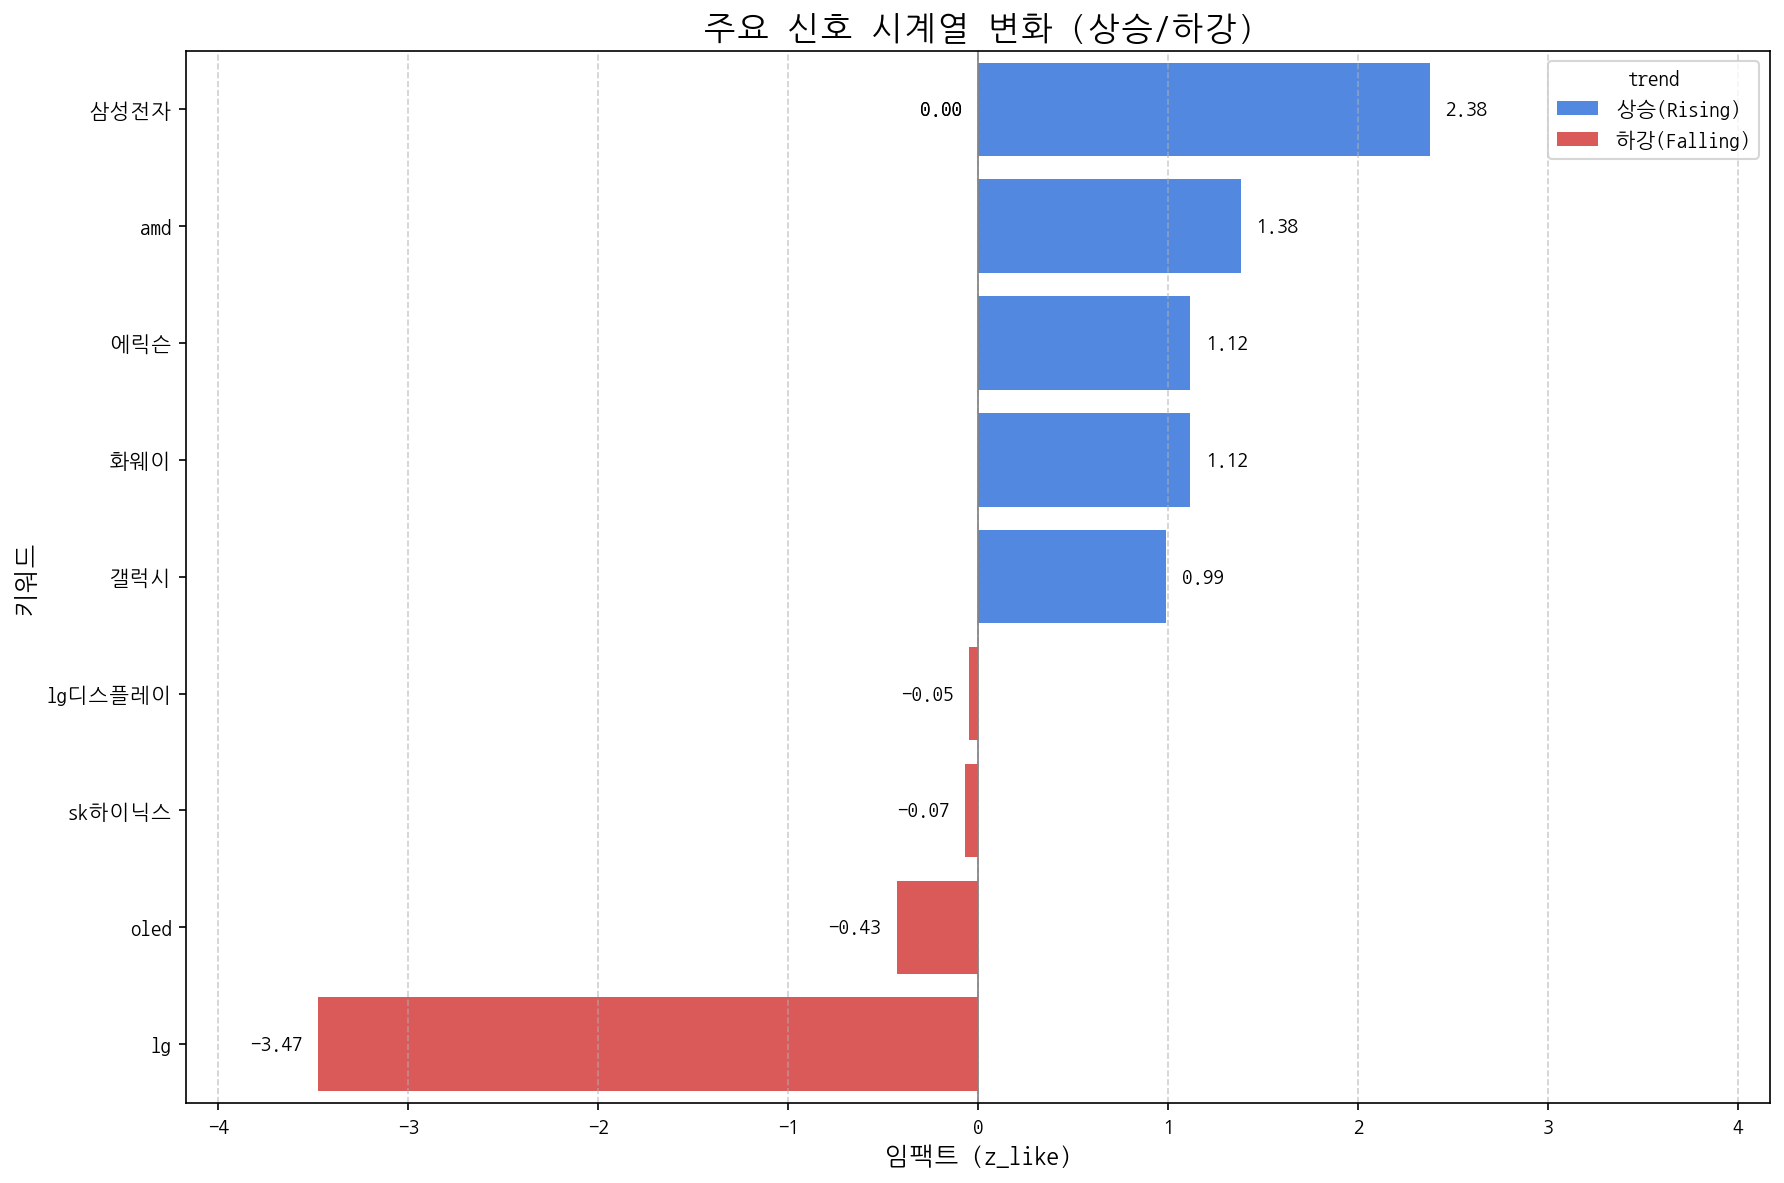 주요 신호 시계열 변화 (상승/하강)
trend
상승(Rising)
하강(Falling)
키워드
삼성전자 0.00 2.38
amd 1.38
에릭슨 1.12
화웨이 1.12
갤럭시 0.99
lg디스플레이 −0.05
sk하이닉스 −0.07
oled −0.43
lg −3.47
−4 −3 −2 −1 0 1 2 3 4
임팩트 (z_like)